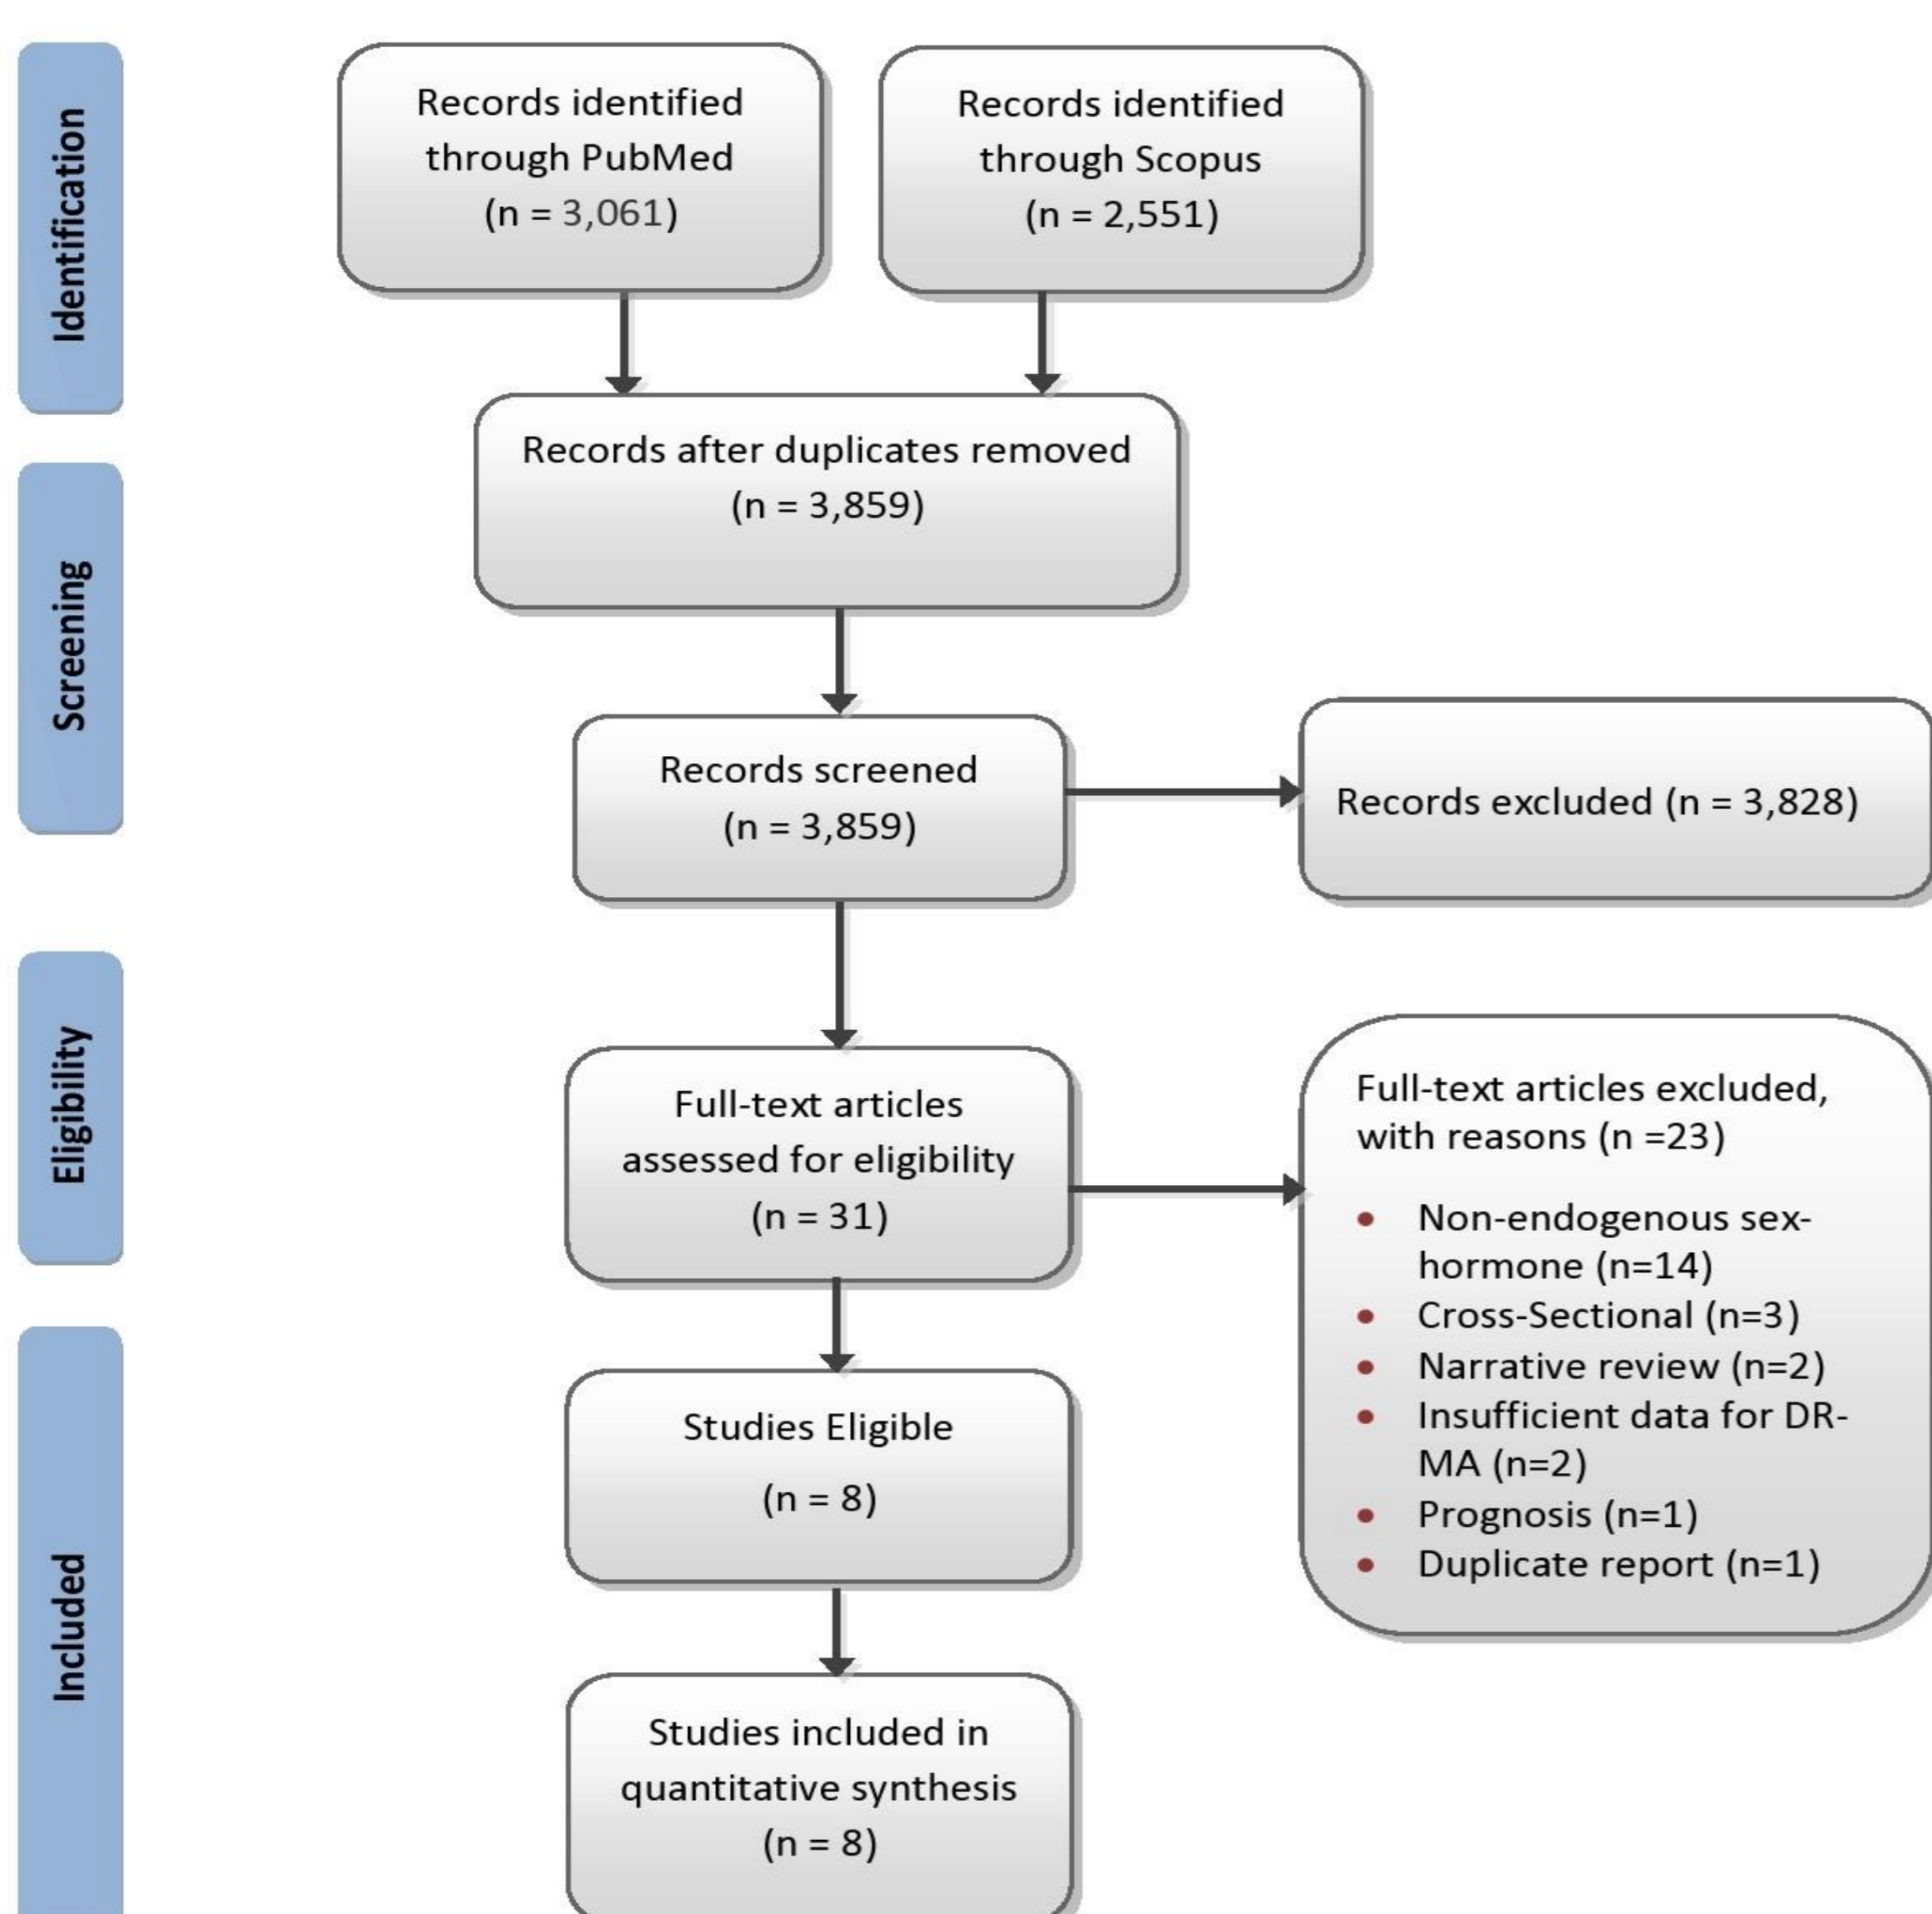 Identification
Records identified
through PubMed
(n = 3,061)
Records identified
through Scopus
(n = 2,551)
Records after duplicates removed
(n = 3,859)
Screening
Records screened
(n = 3,859)
Records excluded (n = 3,828)
Eligibility
Full-text articles
assessed for eligibility
(n = 31)
Full-text articles excluded,
with reasons (n =23)
• Non-endogenous sex-
hormone (n=14)
• Cross-Sectional (n=3)
• Narrative review (n=2)
• Insufficient data for DR-
MA (n=2)
• Prognosis (n=1)
• Duplicate report (n=1)
Included
Studies Eligible
(n = 8)
Studies included in
quantitative synthesis
(n = 8)